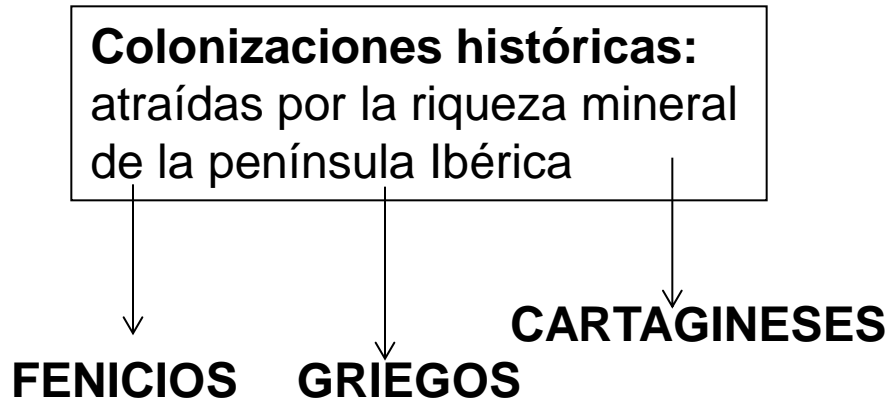 Colonizaciones históricas:
atraídas por la riqueza mineral
de la península Ibérica
CARTAGINESES
FENICIOS GRIEGOS